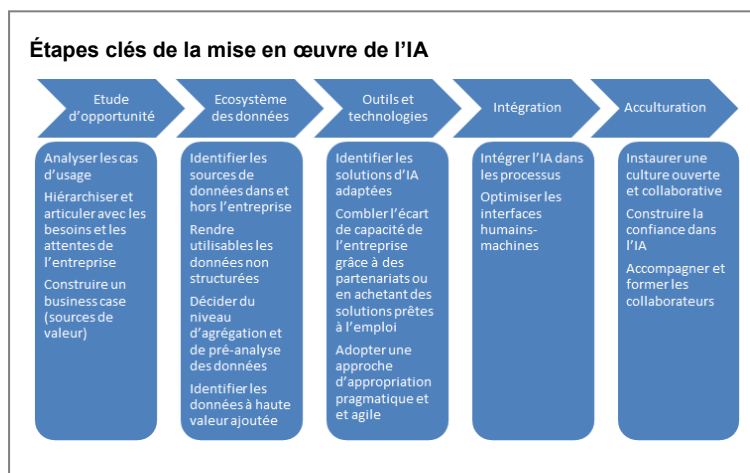 Étapes clés de la mise en œuvre de l'IA
Etude
d'opportunité
Ecosystème
des données
Outils et
technologies
Intégration
Acculturation
Analyser les cas
d'usage
Hiérarchiser et
articuler avec les
besoins et les
attentes de
l'entreprise
Construire un
business case
(sources de
valeur)
Identifier les
sources de
données dans et
hors l'entreprise
Rendre
utilisables les
données non
structurées
Décider du
niveau
d'agrégation et
de pré-analyse
des données
Identifier les
données à haute
valeur ajoutée
Identifier les
solutions d'IA
adaptées
Combler l'écart
de capacité de
l'entreprise
grâce à des
partenariats ou
en achetant des
solutions prêtes
à l'emploi
Adopter une
approche
d'appropriation
pragmatique et
et agile
Intégrer l'IA dans
les processus
Optimiser les
interfaces
humains-
machines
Instaurer une
culture ouverte
et collaborative
Construire la
confiance dans
l'IA
Accompagner et
former les
collaborateurs